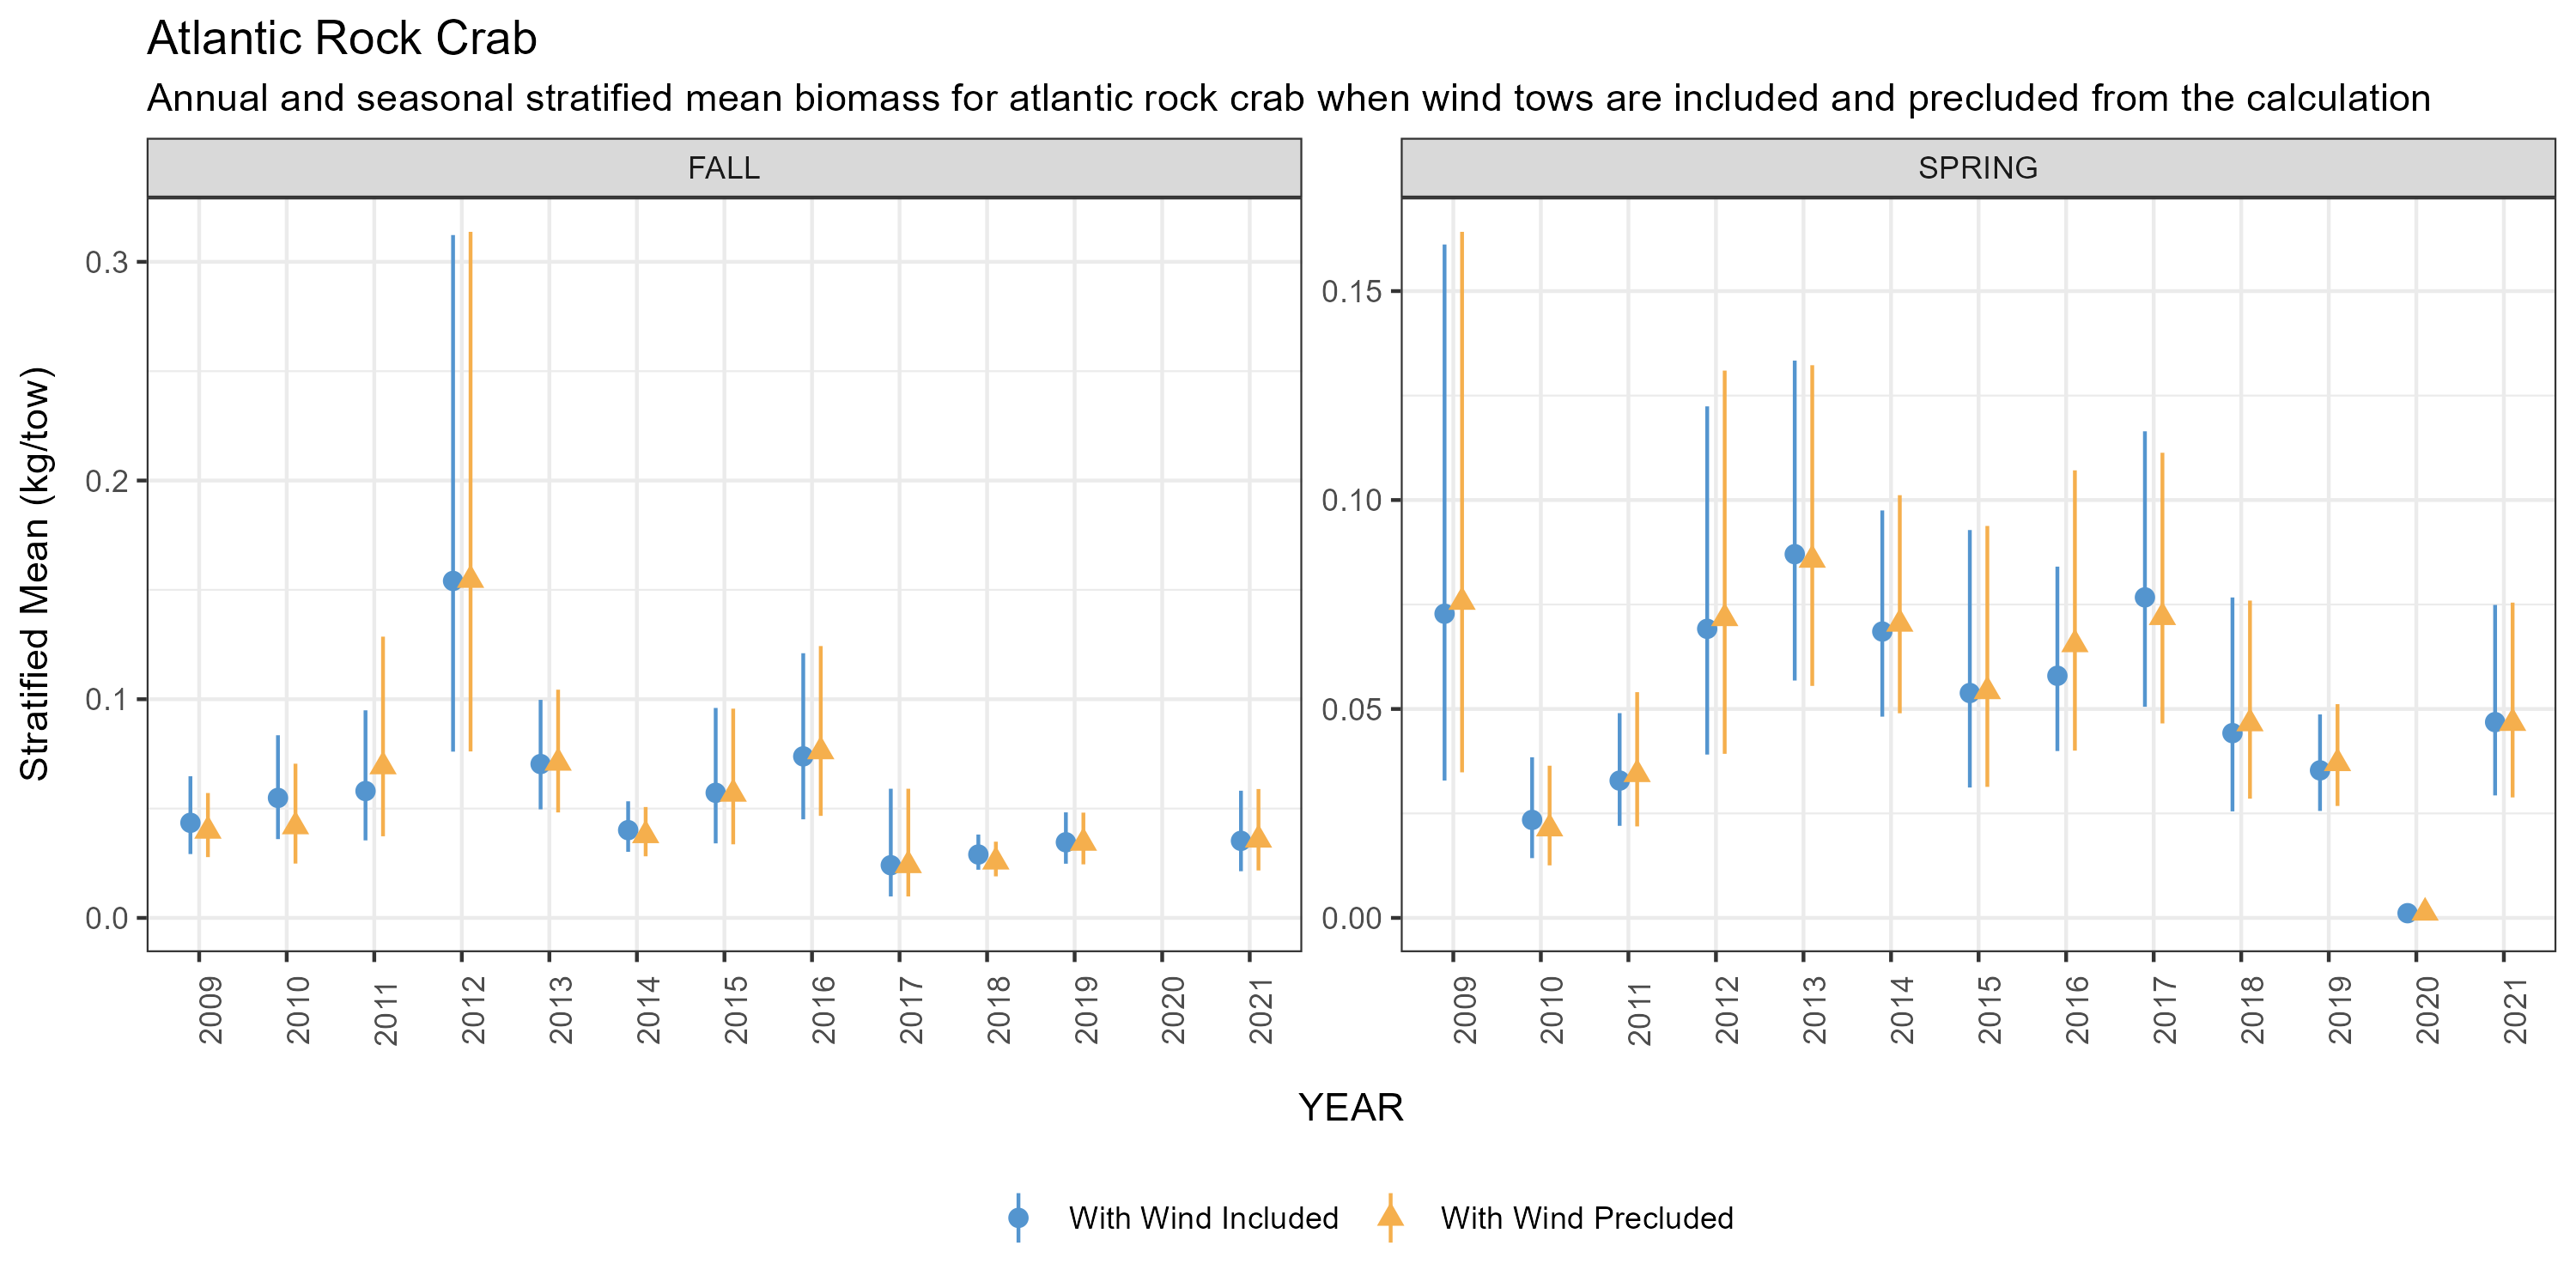 Atlantic Rock Crab
Annual and seasonal stratified mean biomass for atlantic rock crab when wind tows are included and precluded from the calculation
FALL
SPRING
Stratified Mean (kg/tow)
0.3
0.2
0.1
0.0
0.15
0.10
0.05
0.00
2009 2010 2011 2012 2013 2014 2015 2016 2017 2018 2019 2020 2021
2009 2010 2011 2012 2013 2014 2015 2016 2017 2018 2019 2020 2021
YEAR
With Wind Included
With Wind Precluded